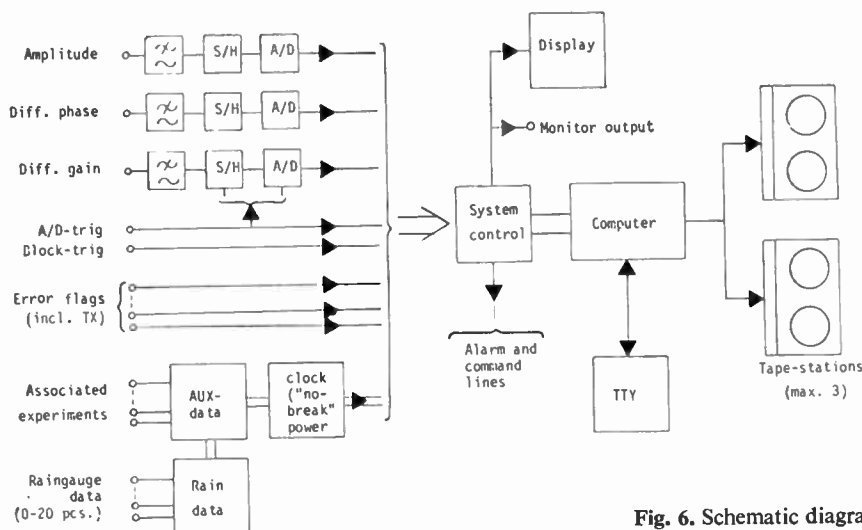 Amplitude
S/H
A/D
Diff. phase
S/H
A/D
Diff. gain
S/H
A/D
A/D-trig
Block-trig
Error flags
(incl. TX)
Associated
experiments
AUX-
data
clock
("no-
break"
power
Raingauge
data
(0-20 pcs.)
Rain
data
Display
Monitor output
System
control
Computer
Alarm and
command
lines
TTY
Tape-stations
(max. 3)
Fig. 6. Schematic diagra